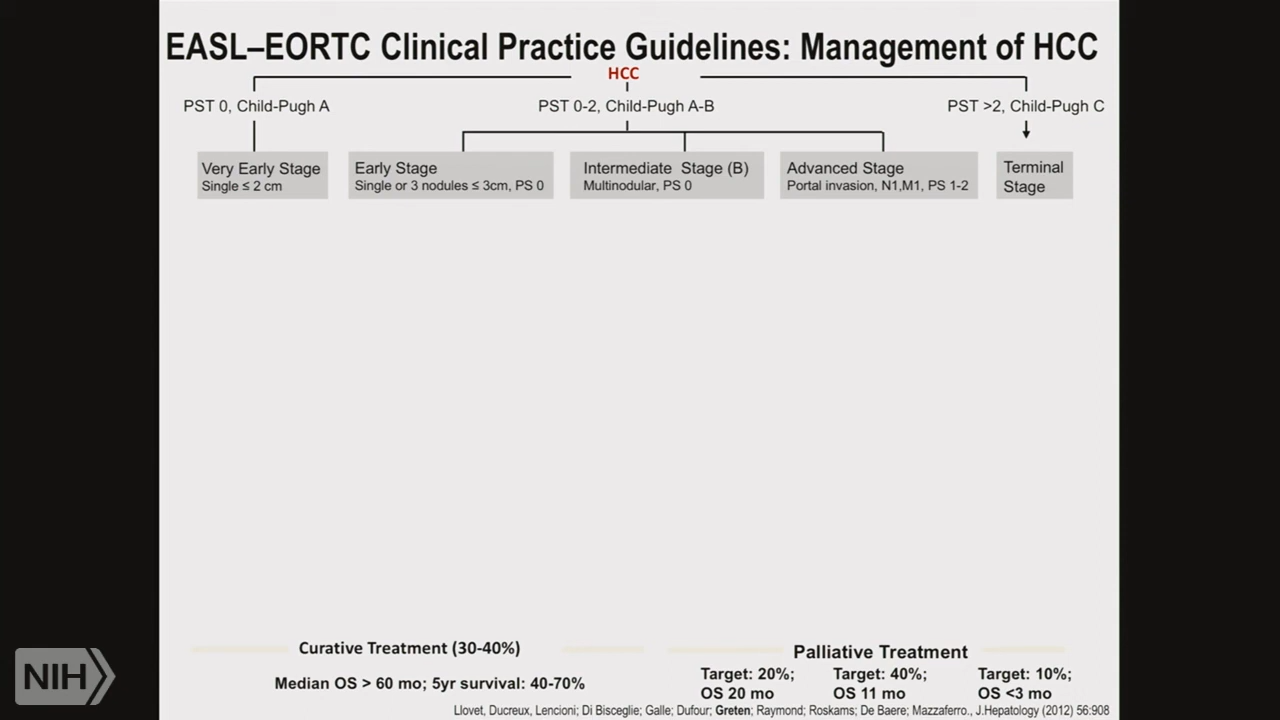 EASL–EORTC Clinical Practice Guidelines: Management of HCC
HCC
PST 0, Child-Pugh A
PST 0-2, Child-Pugh A-B
PST >2, Child-Pugh C
Very Early Stage
Single ≤ 2 cm
Early Stage
Single or 3 nodules ≤ 3cm, PS 0
Intermediate Stage (B)
Multinodular, PS 0
Advanced Stage
Portal invasion, N1,M1, PS 1-2
Terminal
Stage
Curative Treatment (30-40%)
Median OS > 60 mo; 5yr survival: 40-70%
Palliative Treatment
Target: 20%;
OS 20 mo
Target: 40%;
OS 11 mo
Target: 10%;
OS <3 mo
Llovet, Ducreux, Lencioni; Di Bisceglie; Galle; Dufour; Greten; Raymond; Roskams; De Baere; Mazzaferro., J.Hepatology (2012) 56:908
NIH